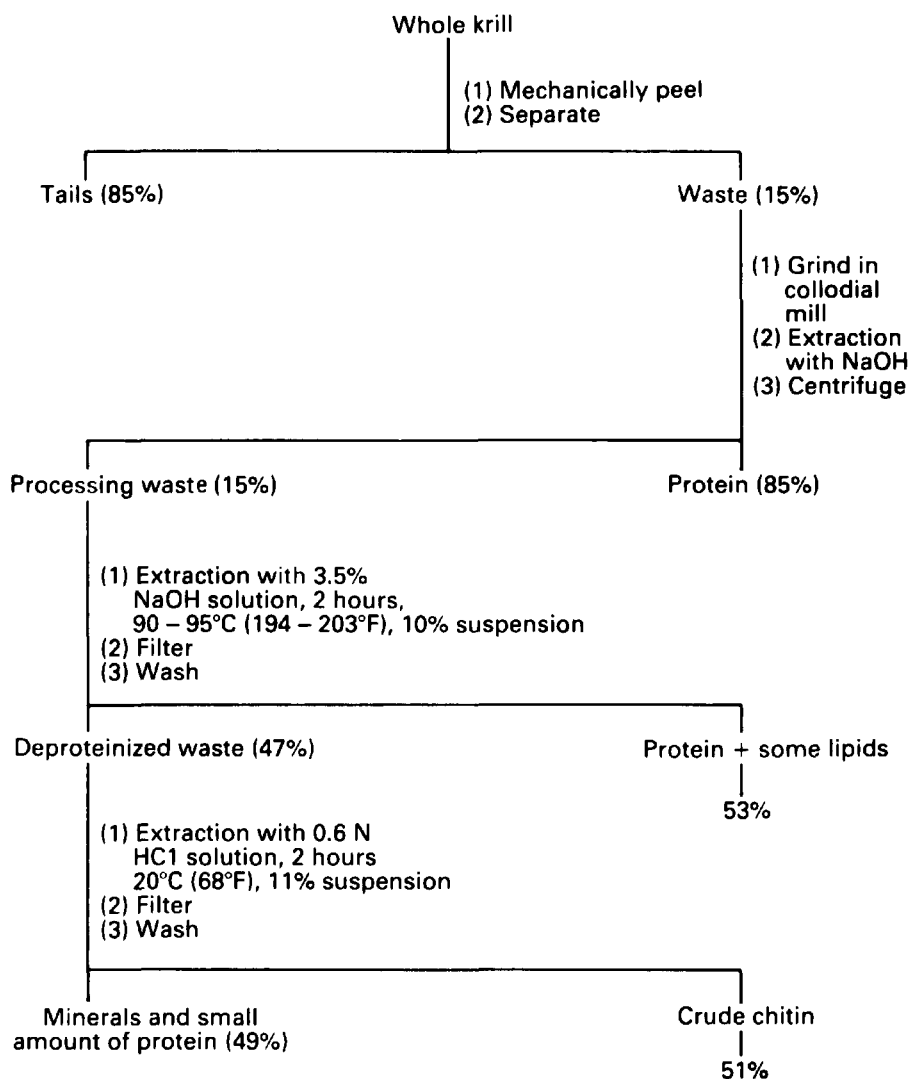 Whole krill
(1) Mechanically peel
(2) Separate
Tails (85%)
Waste (15%)
(1) Grind in
collodial
mill
(2) Extraction
with NaOH
(3) Centrifuge
Processing waste (15%)
Protein (85%)
(1) Extraction with 3.5%
NaOH solution, 2 hours,
90 – 95°C (194 – 203°F), 10% suspension
(2) Filter
(3) Wash
Deproteinized waste (47%)
Protein + some lipids
53%
(1) Extraction with 0.6 N
HC1 solution, 2 hours
20°C (68°F), 11% suspension
(2) Filter
(3) Wash
Minerals and small
amount of protein (49%)
Crude chitin
51%